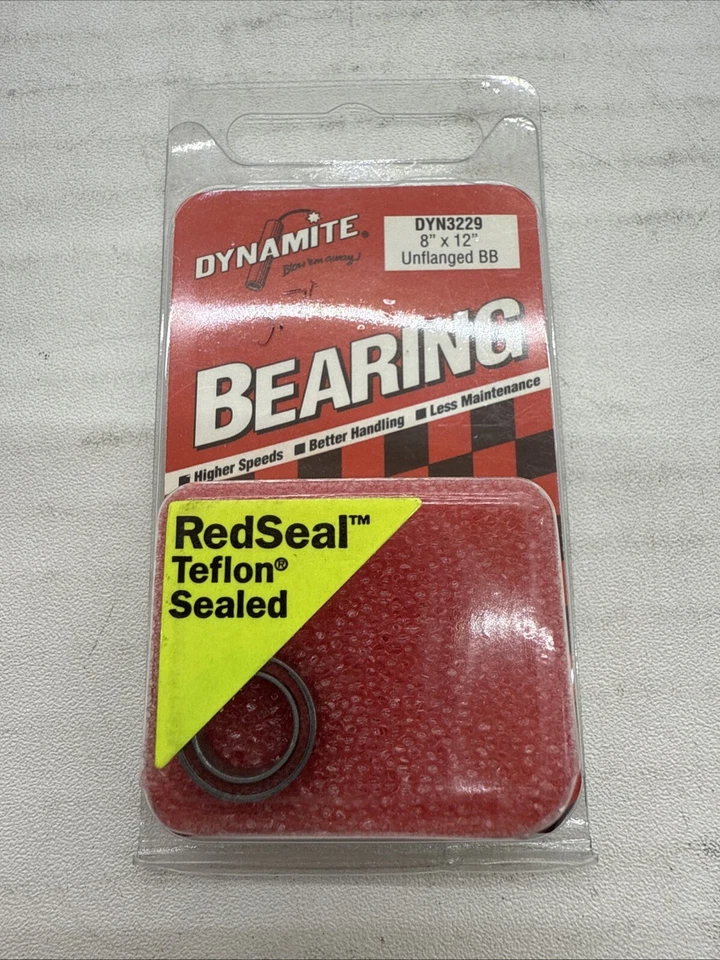 DYNAMITE®
Blow 'em away!
DYN3229
8" x 12"
Unflanged BB
BEARING
■ Higher Speeds ■ Better Handling ■ Less Maintenance
RedSeal™
Teflon®
Sealed